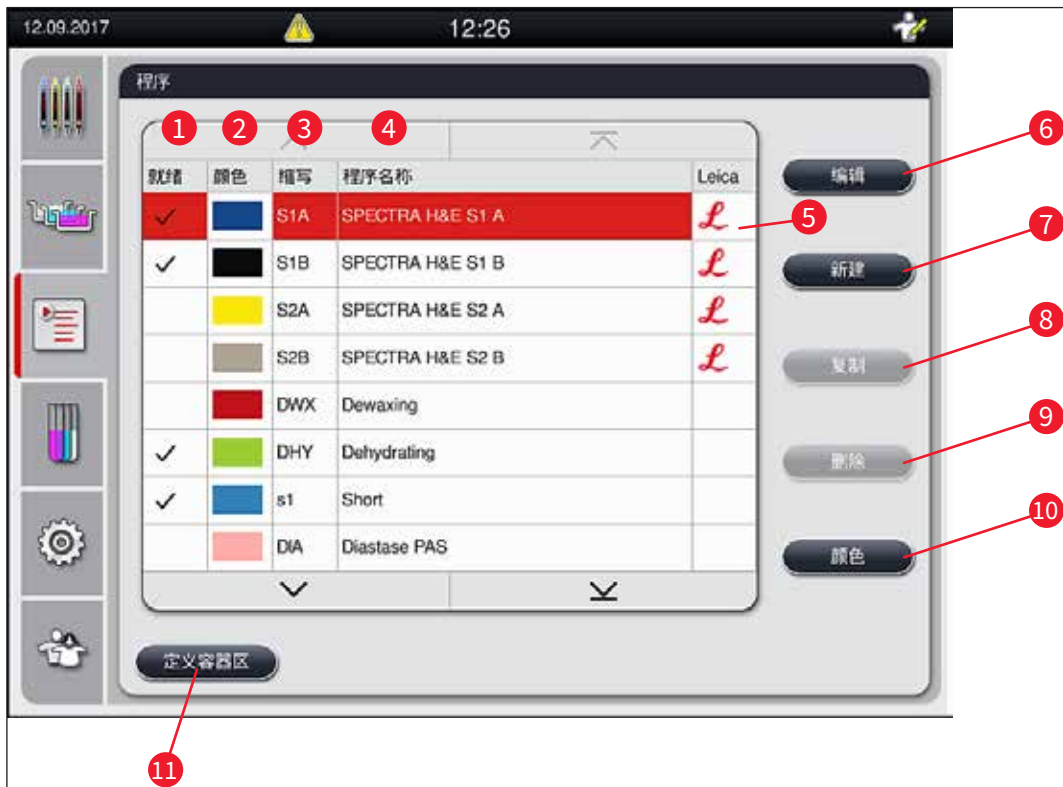 12.09.2017 12:26
程序
1 2 3 4
就绪 颜色 缩写 程序名称 Leica
S1A SPECTRA H&E S1 A
S1B SPECTRA H&E S1 B
S2A SPECTRA H&E S2 A
S2B SPECTRA H&E S2 B
DWX Dewaxing
DHY Dehydrating
s1 Short
DIA Diastase PAS
5
编辑 6
新建 7
复制 8
删除 9
颜色 10
定义容器区
11